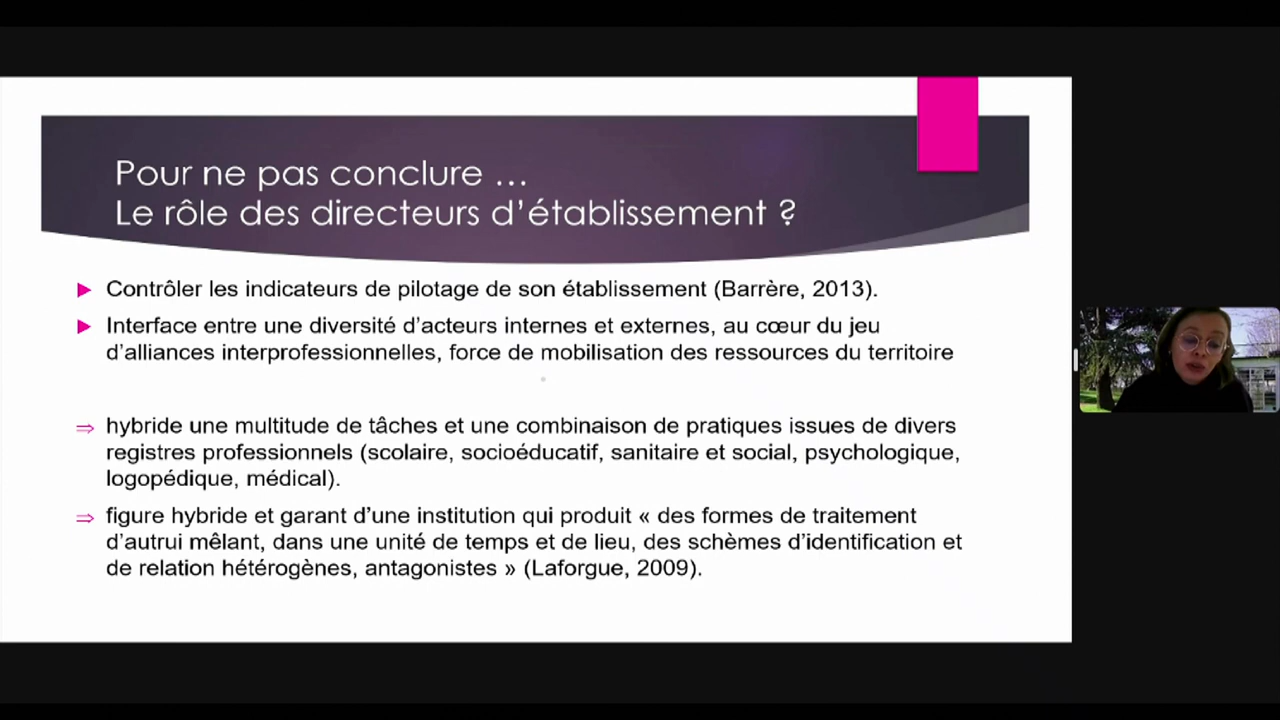 Pour ne pas conclure …
Le rôle des directeurs d’établissement ?
Contrôler les indicateurs de pilotage de son établissement (Barrère, 2013).
Interface entre une diversité d’acteurs internes et externes, au cœur du jeu
d’alliances interprofessionnelles, force de mobilisation des ressources du territoire
⇒ hybride une multitude de tâches et une combinaison de pratiques issues de divers
registres professionnels (scolaire, socioéducatif, sanitaire et social, psychologique,
logopédique, médical).
⇒ figure hybride et garant d’une institution qui produit « des formes de traitement
d’autrui mêlant, dans une unité de temps et de lieu, des schèmes d’identification et
de relation hétérogènes, antagonistes » (Laforgue, 2009).